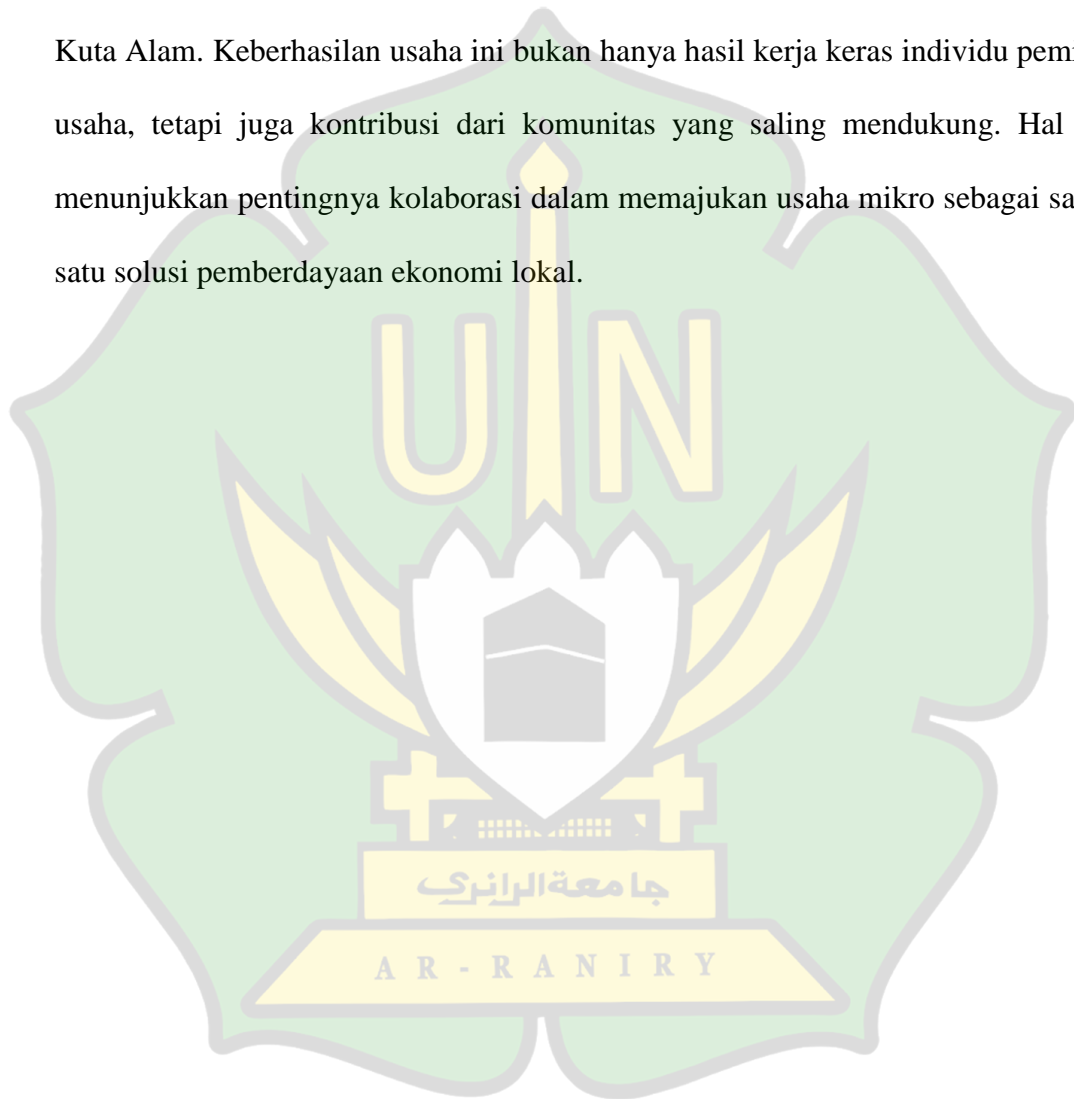 Kuta Alam. Keberhasilan usaha ini bukan hanya hasil kerja keras individu
usaha, tetapi juga kontribusi dari komunitas yang saling mendukung. Hal
menunjukkan pentingnya kolaborasi dalam memajukan usaha mikro sebagai
satu solusi pemberdayaan ekonomi lokal.
UIN
جامعة الرانري
AR-RANIRY